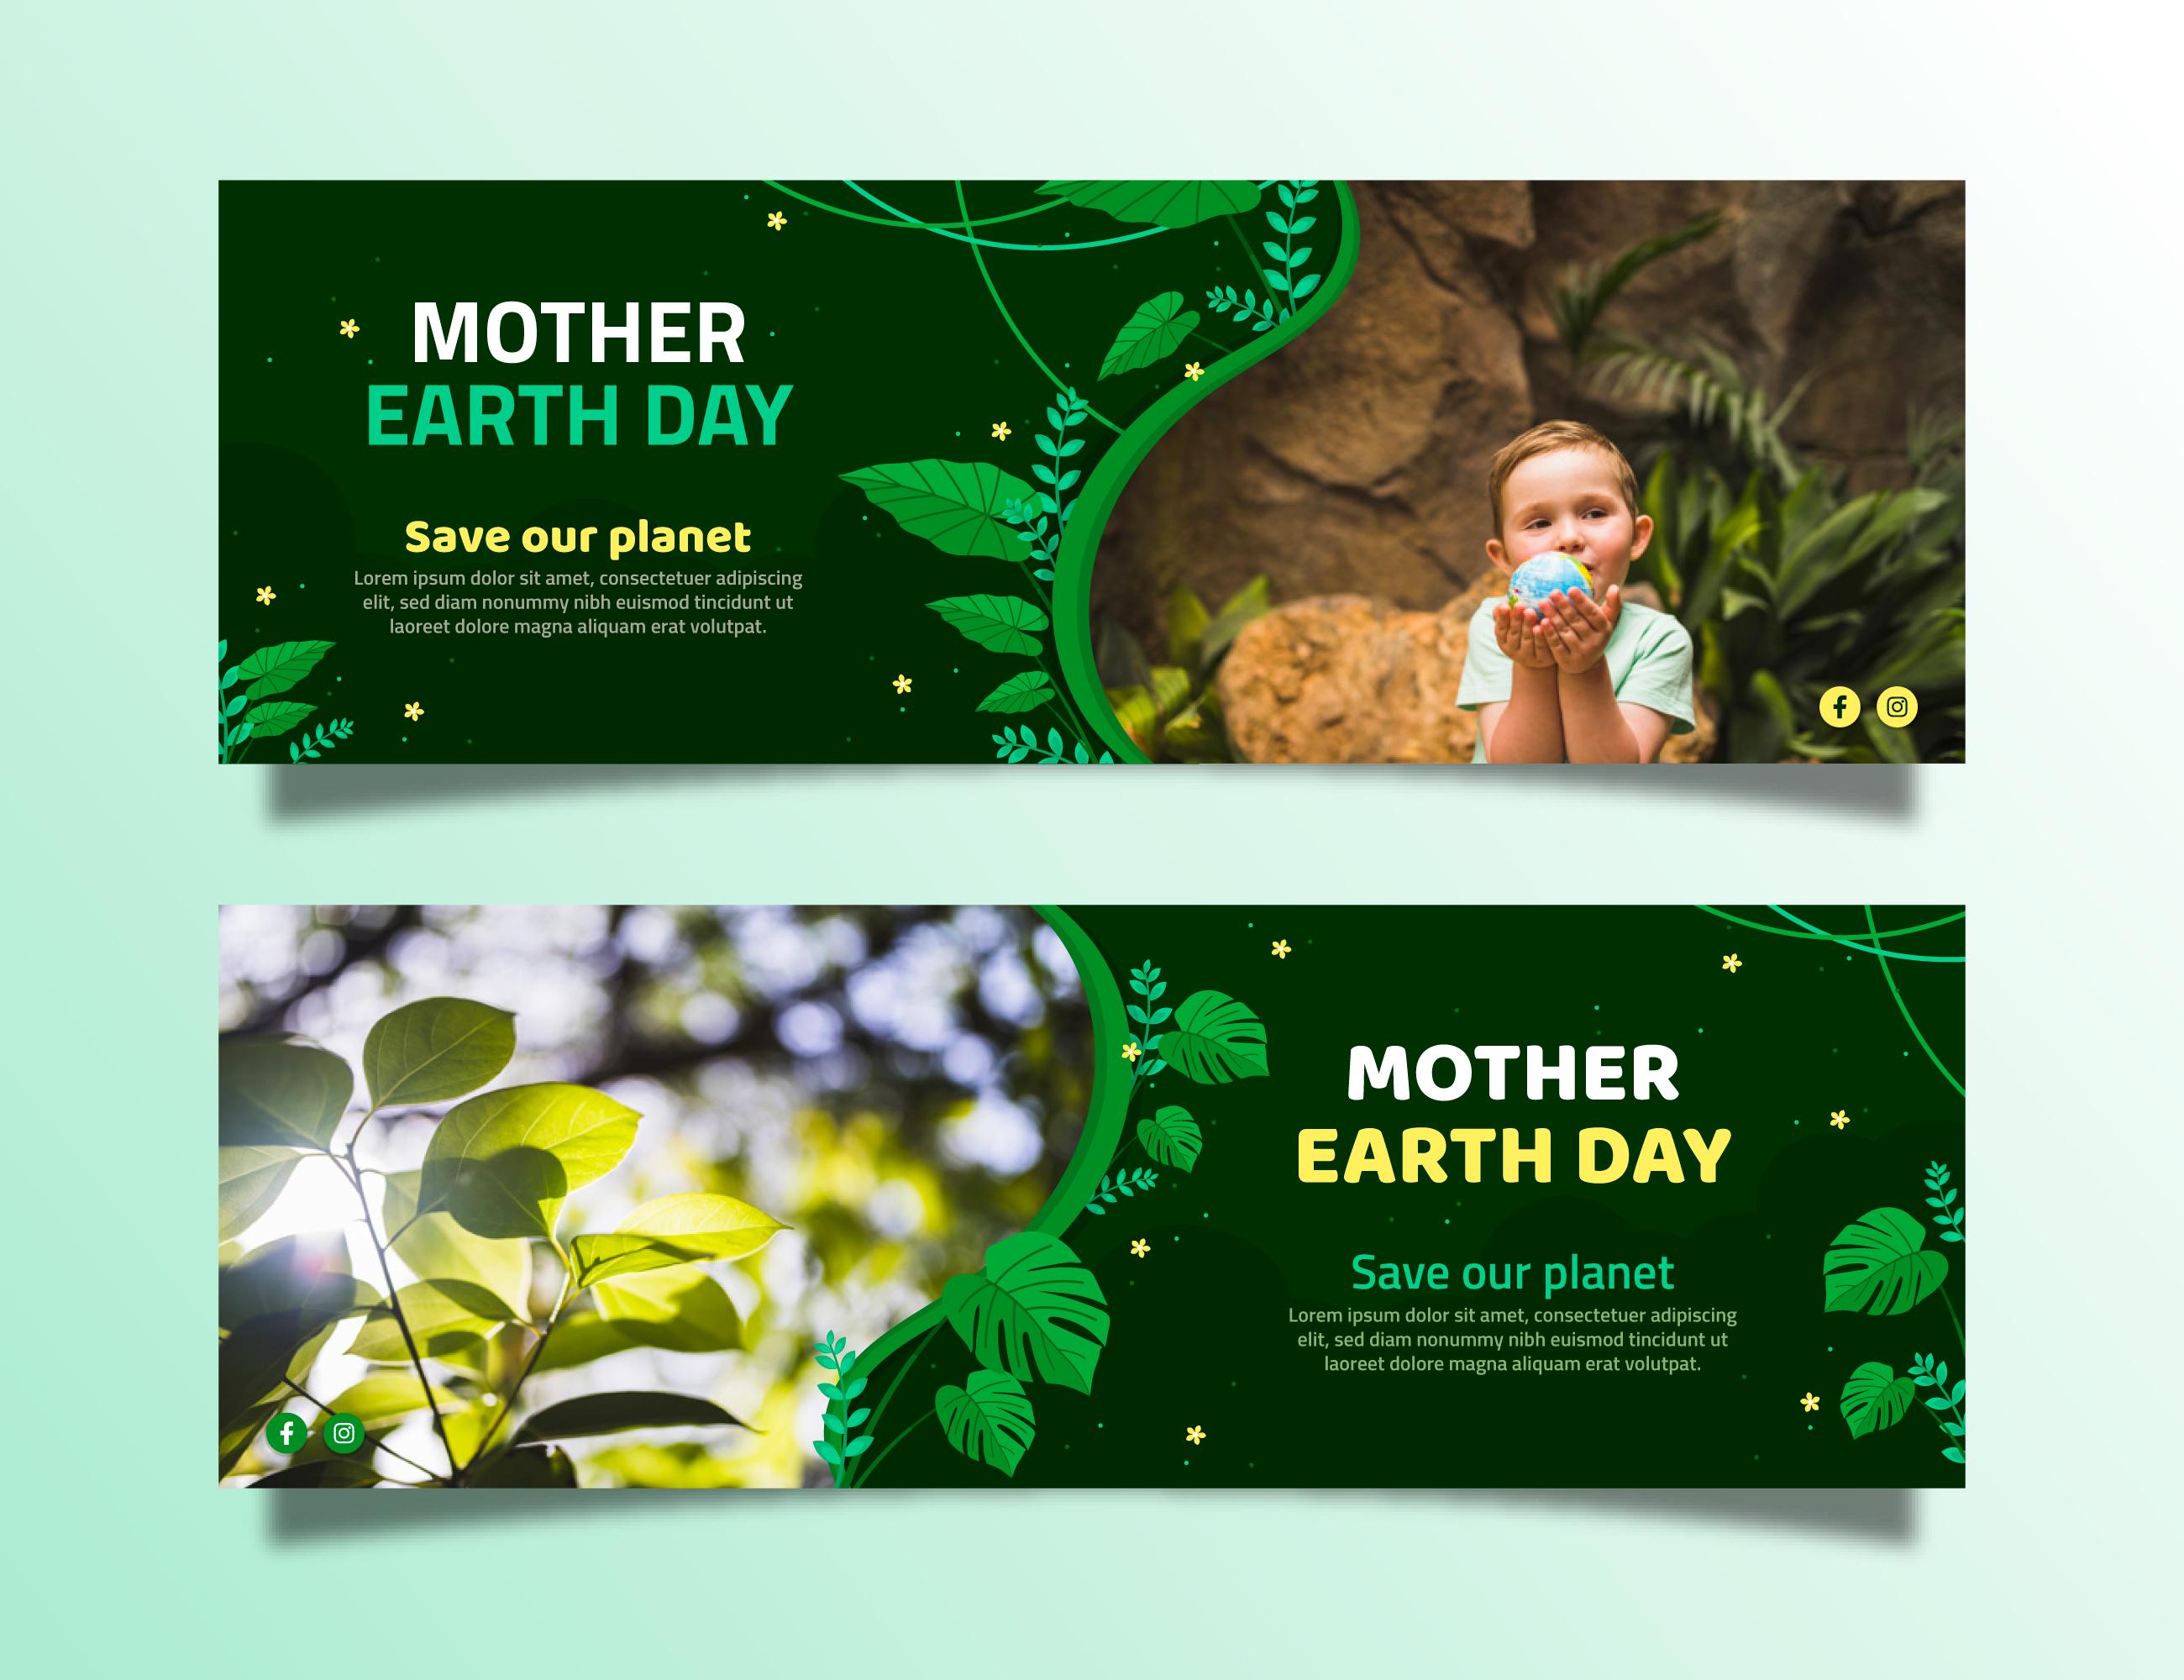 MOTHER
EARTH DAY
Save our planet
Lorem ipsum dolor sit amet, consectetuer adipiscing
elit, sed diam nonummy nibh euismod tincidunt ut
laoreet dolore magna aliquam erat volutpat.
MOTHER
EARTH DAY
Save our planet
Lorem ipsum dolor sit amet, consectetuer adipiscing
elit, sed diam nonummy nibh euismod tincidunt ut
laoreet dolore magna aliquam erat volutpat.